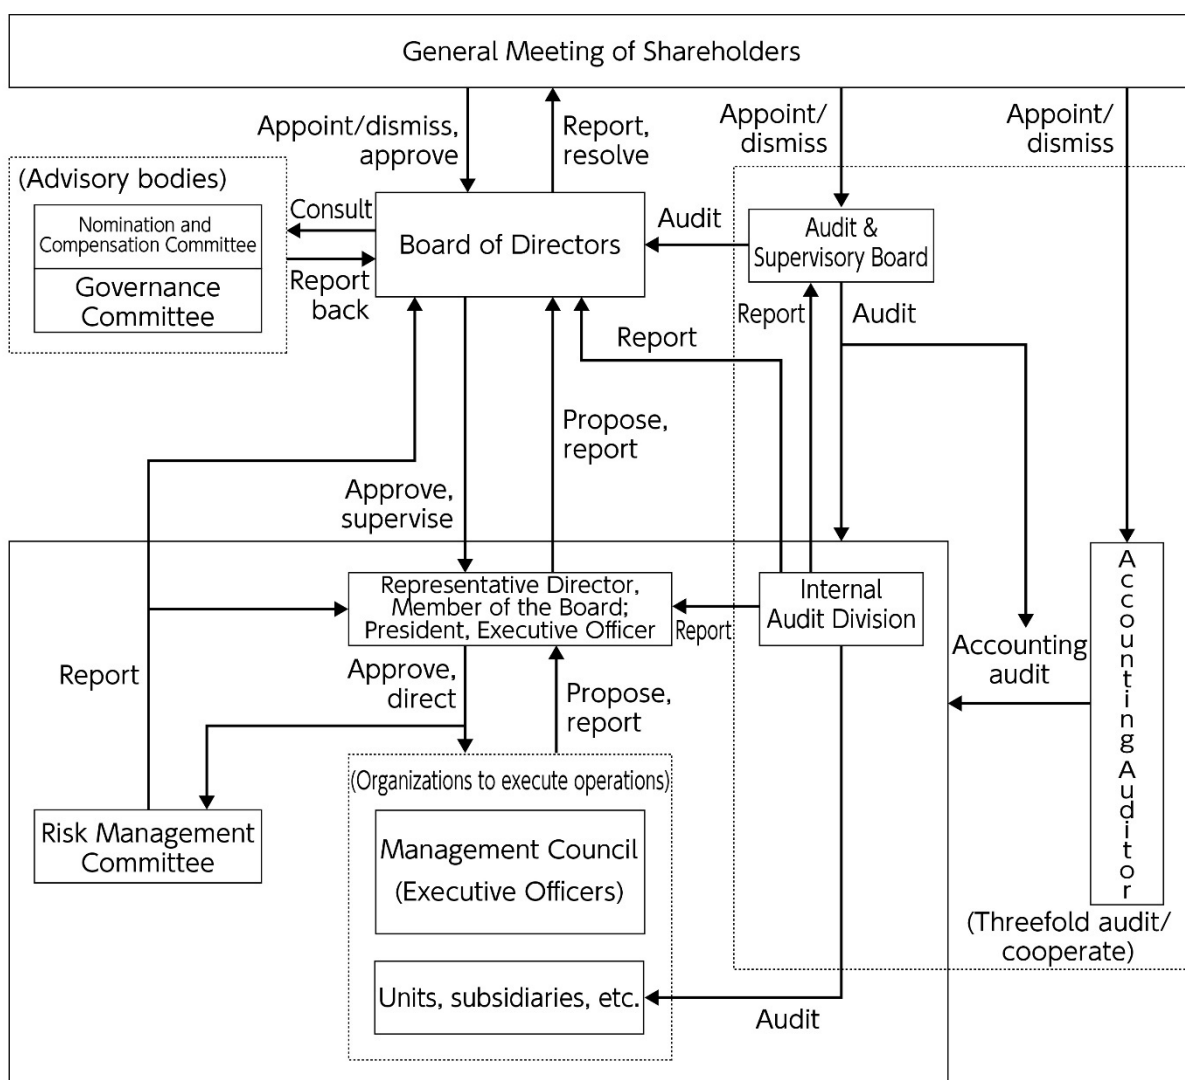 General Meeting of Shareholders
Appoint/dismiss,
approve
Report,
resolve
Appoint/
dismiss
Appoint/
dismiss
(Advisory bodies)
Nomination and
Compensation Committee
Governance
Committee
Consult
Report
back
Board of Directors
Audit
Audit &
Supervisory Board
Report
Report
Audit
Propose,
report
Approve,
supervise
Representative Director,
Member of the Board;
President, Executive Officer
Report
Internal
Audit Division
Accounting
audit
Accounting Auditor
Report
Approve,
direct
Propose,
report
(Organizations to execute operations)
Risk Management
Committee
Management Council
(Executive Officers)
(Threefold audit/
cooperate)
Units, subsidiaries, etc.
Audit